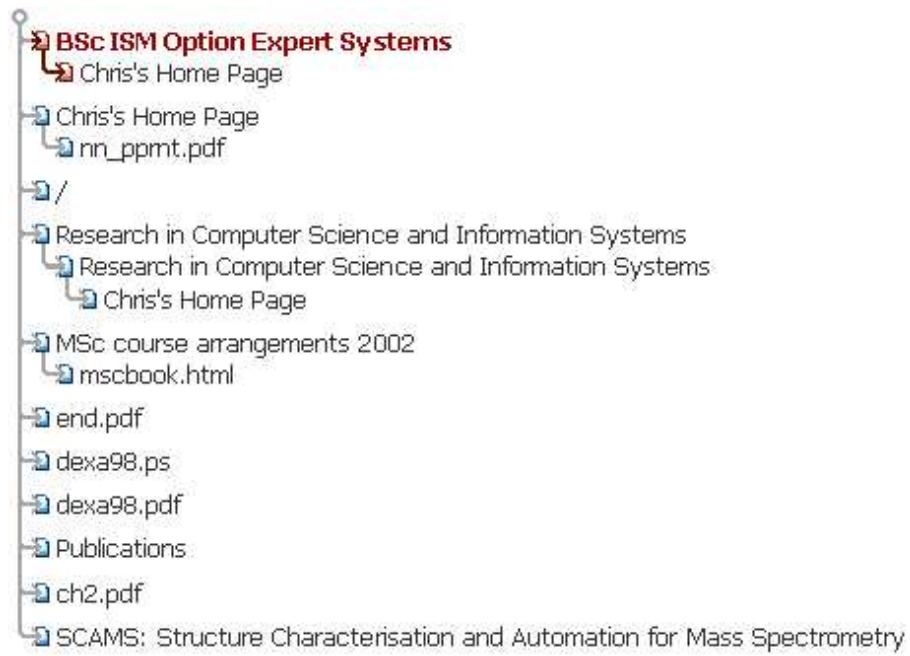 BSc ISM Option Expert Systems
Chris's Home Page
Chris's Home Page
nn_pprnt.pdf
/
Research in Computer Science and Information Systems
Research in Computer Science and Information Systems
Chris's Home Page
MSc course arrangements 2002
mscbook.html
end.pdf
dexa98.ps
dexa98.pdf
Publications
ch2.pdf
SCAMS: Structure Characterisation and Automation for Mass Spectrometry